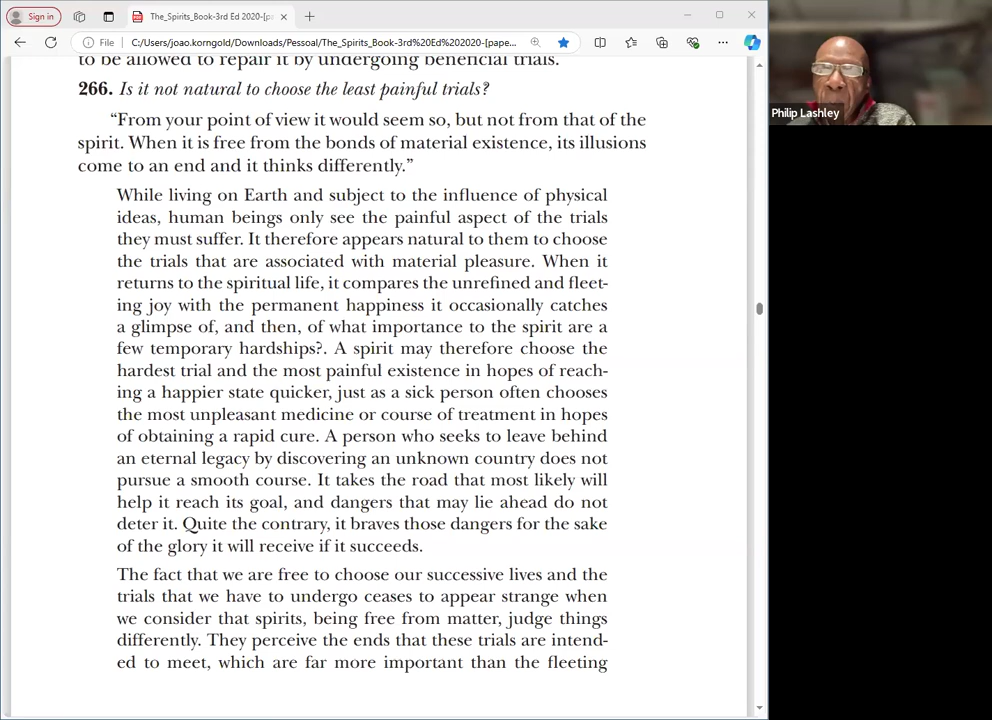 Sign in
The_Spirits_Book-3rd Ed 2020-[pa
File
C:/Users/joao.korngold/Downloads/Pessoal/The_Spirits_Book-3rd%20Ed%202020-[pape...
to be allowed to repair it by undergoing beneficial trials.
266. Is it not natural to choose the least painful trials?
“From your point of view it would seem so, but not from that of the
spirit. When it is free from the bonds of material existence, its illusions
come to an end and it thinks differently.”
While living on Earth and subject to the influence of physical
ideas, human beings only see the painful aspect of the trials
they must suffer. It therefore appears natural to them to choose
the trials that are associated with material pleasure. When it
returns to the spiritual life, it compares the unrefined and fleet-
ing joy with the permanent happiness it occasionally catches
a glimpse of, and then, of what importance to the spirit are a
few temporary hardships?. A spirit may therefore choose the
hardest trial and the most painful existence in hopes of reach-
ing a happier state quicker, just as a sick person often chooses
the most unpleasant medicine or course of treatment in hopes
of obtaining a rapid cure. A person who seeks to leave behind
an eternal legacy by discovering an unknown country does not
pursue a smooth course. It takes the road that most likely will
help it reach its goal, and dangers that may lie ahead do not
deter it. Quite the contrary, it braves those dangers for the sake
of the glory it will receive if it succeeds.
The fact that we are free to choose our successive lives and the
trials that we have to undergo ceases to appear strange when
we consider that spirits, being free from matter, judge things
differently. They perceive the ends that these trials are intend-
ed to meet, which are far more important than the fleeting
Philip Lashley